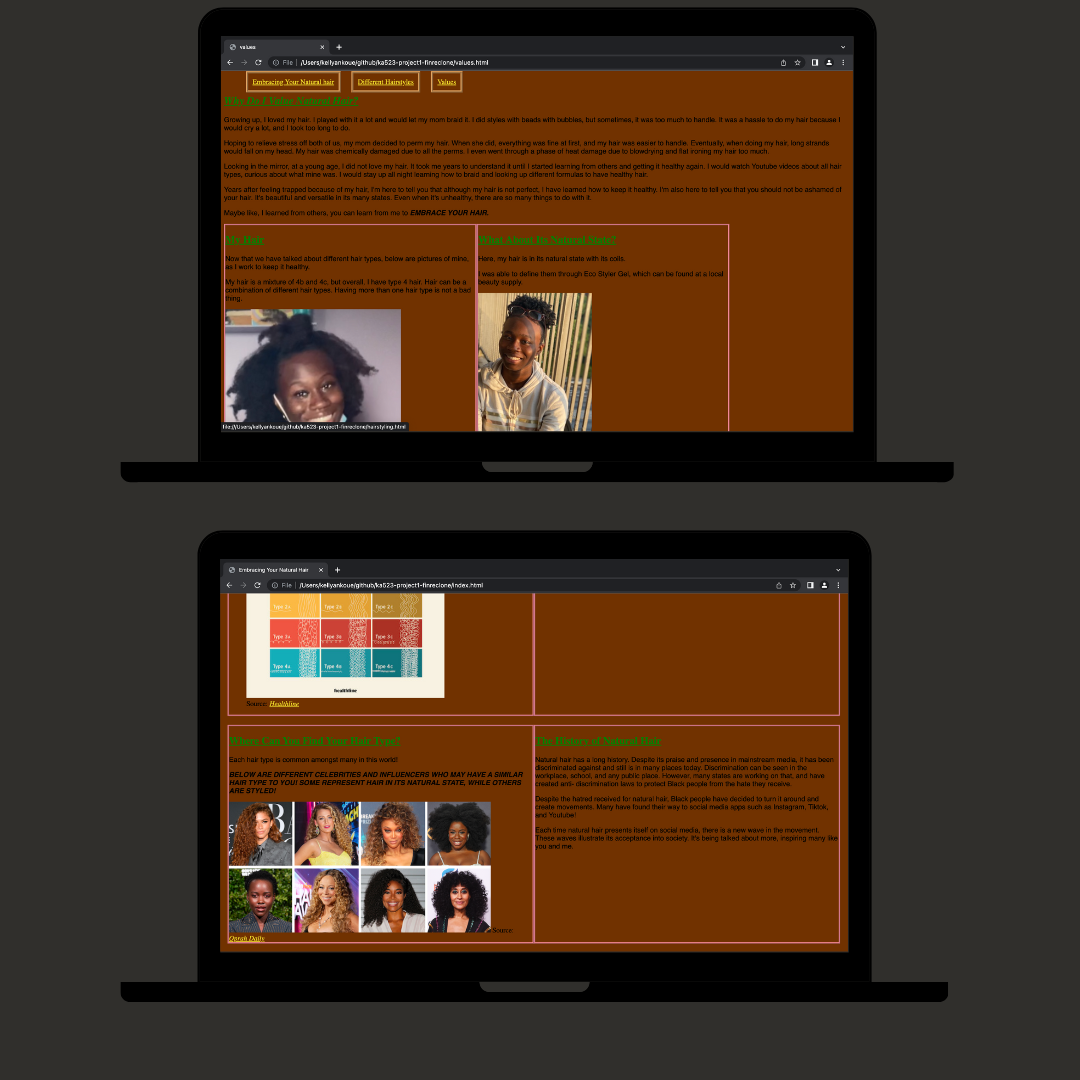 values
File | /Users/kellyankoue/github/ka523-project1-finreclone/values.html
Embracing Your Natural hair
Different Hairstyles
Values
Why Do I Value Natural Hair?
Growing up, I loved my hair. I played with it a lot and would let my mom braid it. I did styles with beads with bubbles, but sometimes, it was too much to handle. It was a hassle to do my hair because I
would cry a lot, and I took too long to do.
Hoping to relieve stress off both of us, my mom decided to perm my hair. When she did, everything was fine at first, and my hair was easier to handle. Eventually, when doing my hair, long strands
would fall on my head. My hair was chemically damaged due to all the perms. I even went through a phase of heat damage due to blowdrying and flat ironing my hair too much.
Looking in the mirror, at a young age, I did not love my hair. It took me years to understand it until I started learning from others and getting it healthy again. I would watch Youtube videos about all hair
types, curious about what mine was. I would stay up all night learning how to braid and looking up different formulas to have healthy hair.
Years after feeling trapped because of my hair, I'm here to tell you that although my hair is not perfect, I have learned how to keep it healthy. I'm also here to tell you that you should not be ashamed of
your hair. It's beautiful and versatile in its many states. Even when it's unhealthy, there are so many things to do with it.
Maybe like, I learned from others, you can learn from me to EMBRACE YOUR HAIR.
My Hair
Now that we have talked about different hair types, below are pictures of mine,
as I work to keep it healthy.
My hair is a mixture of 4b and 4c, but overall, I have type 4 hair. Hair can be a
combination of different hair types. Having more than one hair type is not a bad
thing.
What About Its Natural State?
Here, my hair is in its natural state with its coils.
I was able to define them through Eco Styler Gel, which can be found at a local
beauty supply.
file:///Users/kellyankoue/github/ka523-project1-finreclone/hairstyling.html
Embracing Your Natural Hair
File | /Users/kellyankoue/github/ka523-project1-finreclone/index.html
Type 2a
Type 2b
Type 2c
Type 3a
Type 3b
Type 3c
Type 4a
Type 4b
Type 4c
healthline
Source: Healthline
Where Can You Find Your Hair Type?
Each hair type is common amongst many in this world!
BELOW ARE DIFFERENT CELEBRITIES AND INFLUENCERS WHO MAY HAVE A SIMILAR
HAIR TYPE TO YOU! SOME REPRESENT HAIR IN ITS NATURAL STATE, WHILE OTHERS
ARE STYLED!
Source:
Oprah Daily
The History of Natural Hair
Natural hair has a long history. Despite its praise and presence in mainstream media, it has been
discriminated against and still is in many places today. Discrimination can be seen in the
workplace, school, and any public place. However, many states are working on that, and have
created anti- discrimination laws to protect Black people from the hate they receive.
Despite the hatred received for natural hair, Black people have decided to turn it around and
create movements. Many have found their way to social media apps such as Instagram, Tiktok,
and Youtube!
Each time natural hair presents itself on social media, there is a new wave in the movement.
These waves illustrate its acceptance into society. It's being talked about more, inspiring many like
you and me.